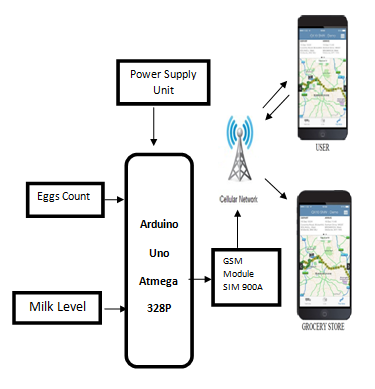 Power Supply
Unit
USER
Eggs Count
Cellular Network
Arduino
Uno
Atmega
328P
GSM
Module
SIM 900A
Milk Level
GROCERY STORE